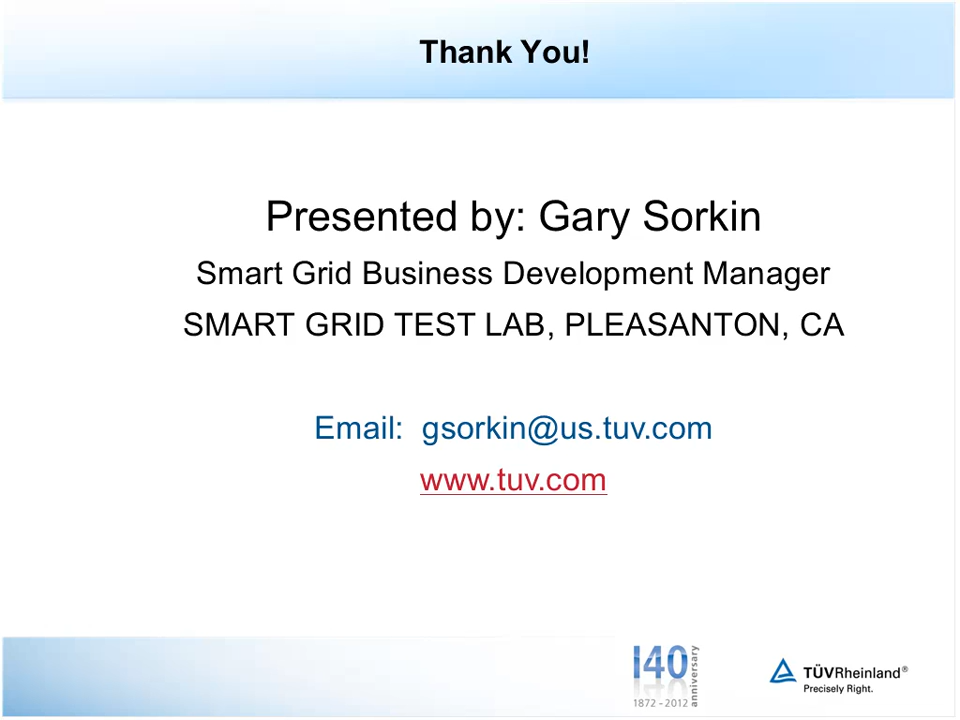 Thank You!
Presented by: Gary Sorkin
Smart Grid Business Development Manager
SMART GRID TEST LAB, PLEASANTON, CA
Email:  gsorkin@us.tuv.com
www.tuv.com
140
anniversary
1872 - 2012
TÜVRheinland®
Precisely Right.